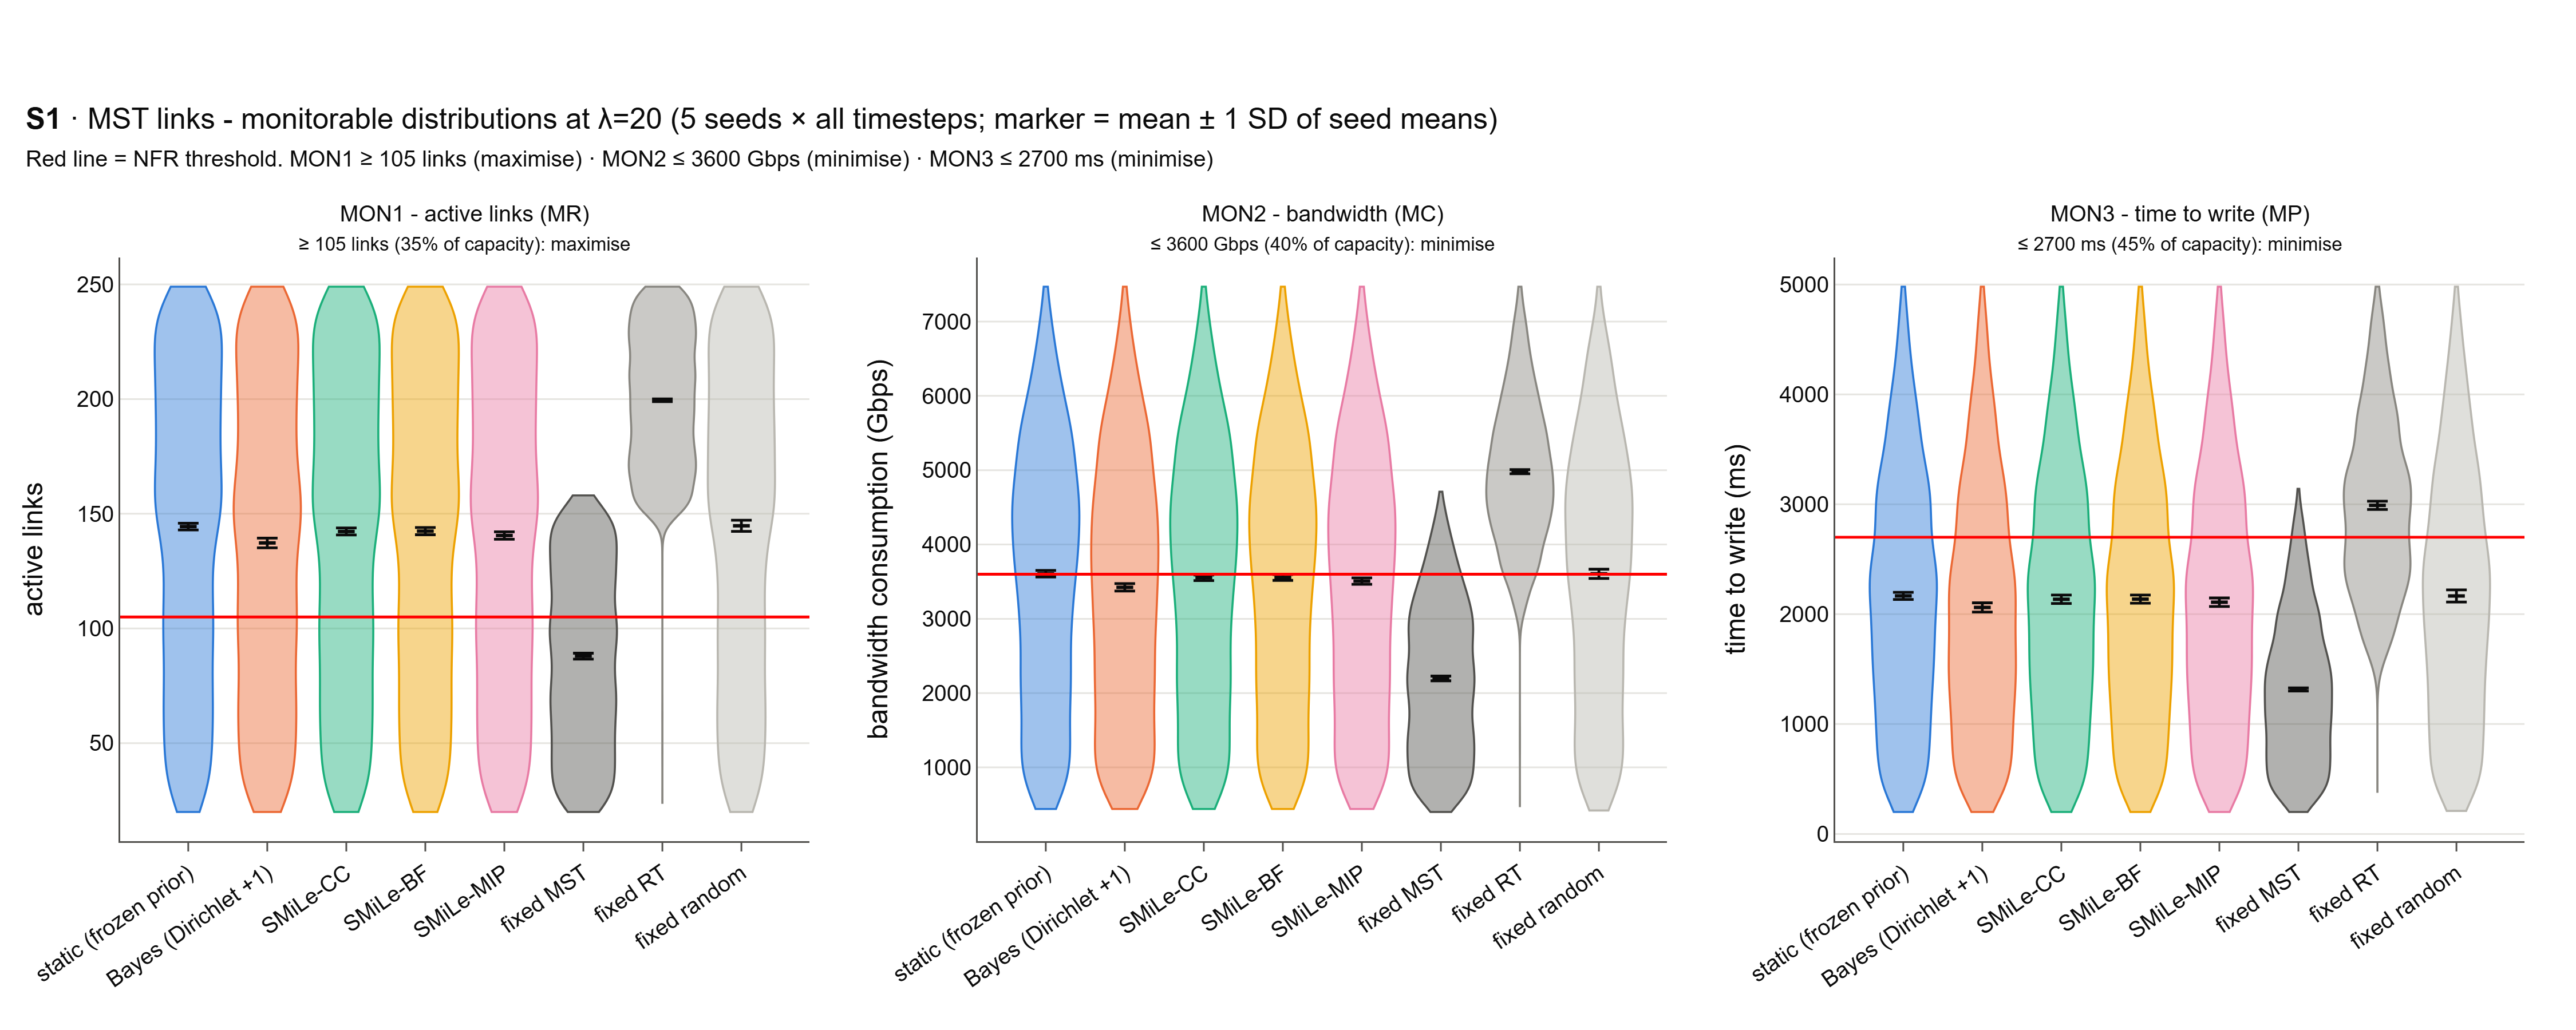 S1 · MST links - monitorable distributions at λ=20 (5 seeds × all timesteps; marker = mean ± 1 SD of seed means)
Red line = NFR threshold. MON1 ≥ 105 links (maximise) · MON2 ≤ 3600 Gbps (minimise) · MON3 ≤ 2700 ms (minimise)
MON1 - active links (MR)
≥ 105 links (35% of capacity): maximise
active links
250
200
150
100
50
static (frozen prior)
Bayes (Dirichlet +1)
SMiLe-CC
SMiLe-BF
SMiLe-MIP
fixed MST
fixed RT
fixed random
MON2 - bandwidth (MC)
≤ 3600 Gbps (40% of capacity): minimise
bandwidth consumption (Gbps)
7000
6000
5000
4000
3000
2000
1000
static (frozen prior)
Bayes (Dirichlet +1)
SMiLe-CC
SMiLe-BF
SMiLe-MIP
fixed MST
fixed RT
fixed random
MON3 - time to write (MP)
≤ 2700 ms (45% of capacity): minimise
time to write (ms)
5000
4000
3000
2000
1000
0
static (frozen prior)
Bayes (Dirichlet +1)
SMiLe-CC
SMiLe-BF
SMiLe-MIP
fixed MST
fixed RT
fixed random